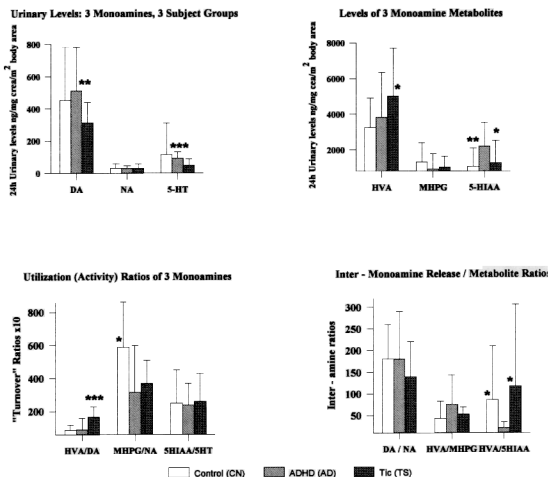 Urinary Levels: 3 Monoamines, 3 Subject Groups
24h Urinary levels ng/mg crea/m² body area
800
600
400
200
0
**
***
DA
NA
5-HT
Levels of 3 Monoamine Metabolites
24h Urinary levels ng/mg cea/m² body area
8000
6000
4000
2000
*
**
*
HVA
MHPG
5-HIAA
Utilization (Activity) Ratios of 3 Monoamines
"Turnover" Ratios x10
800
600
400
200
***
*
HVA/DA
MHPG/NA
5HIAA/5HT
Inter - Monoamine Release / Metabolite Ratios
Inter - amine ratios
300
250
200
150
100
50
*
*
DA / NA
HVA/MHPG
HVA/5HIAA
Control (CN)
ADHD (AD)
Tic (TS)